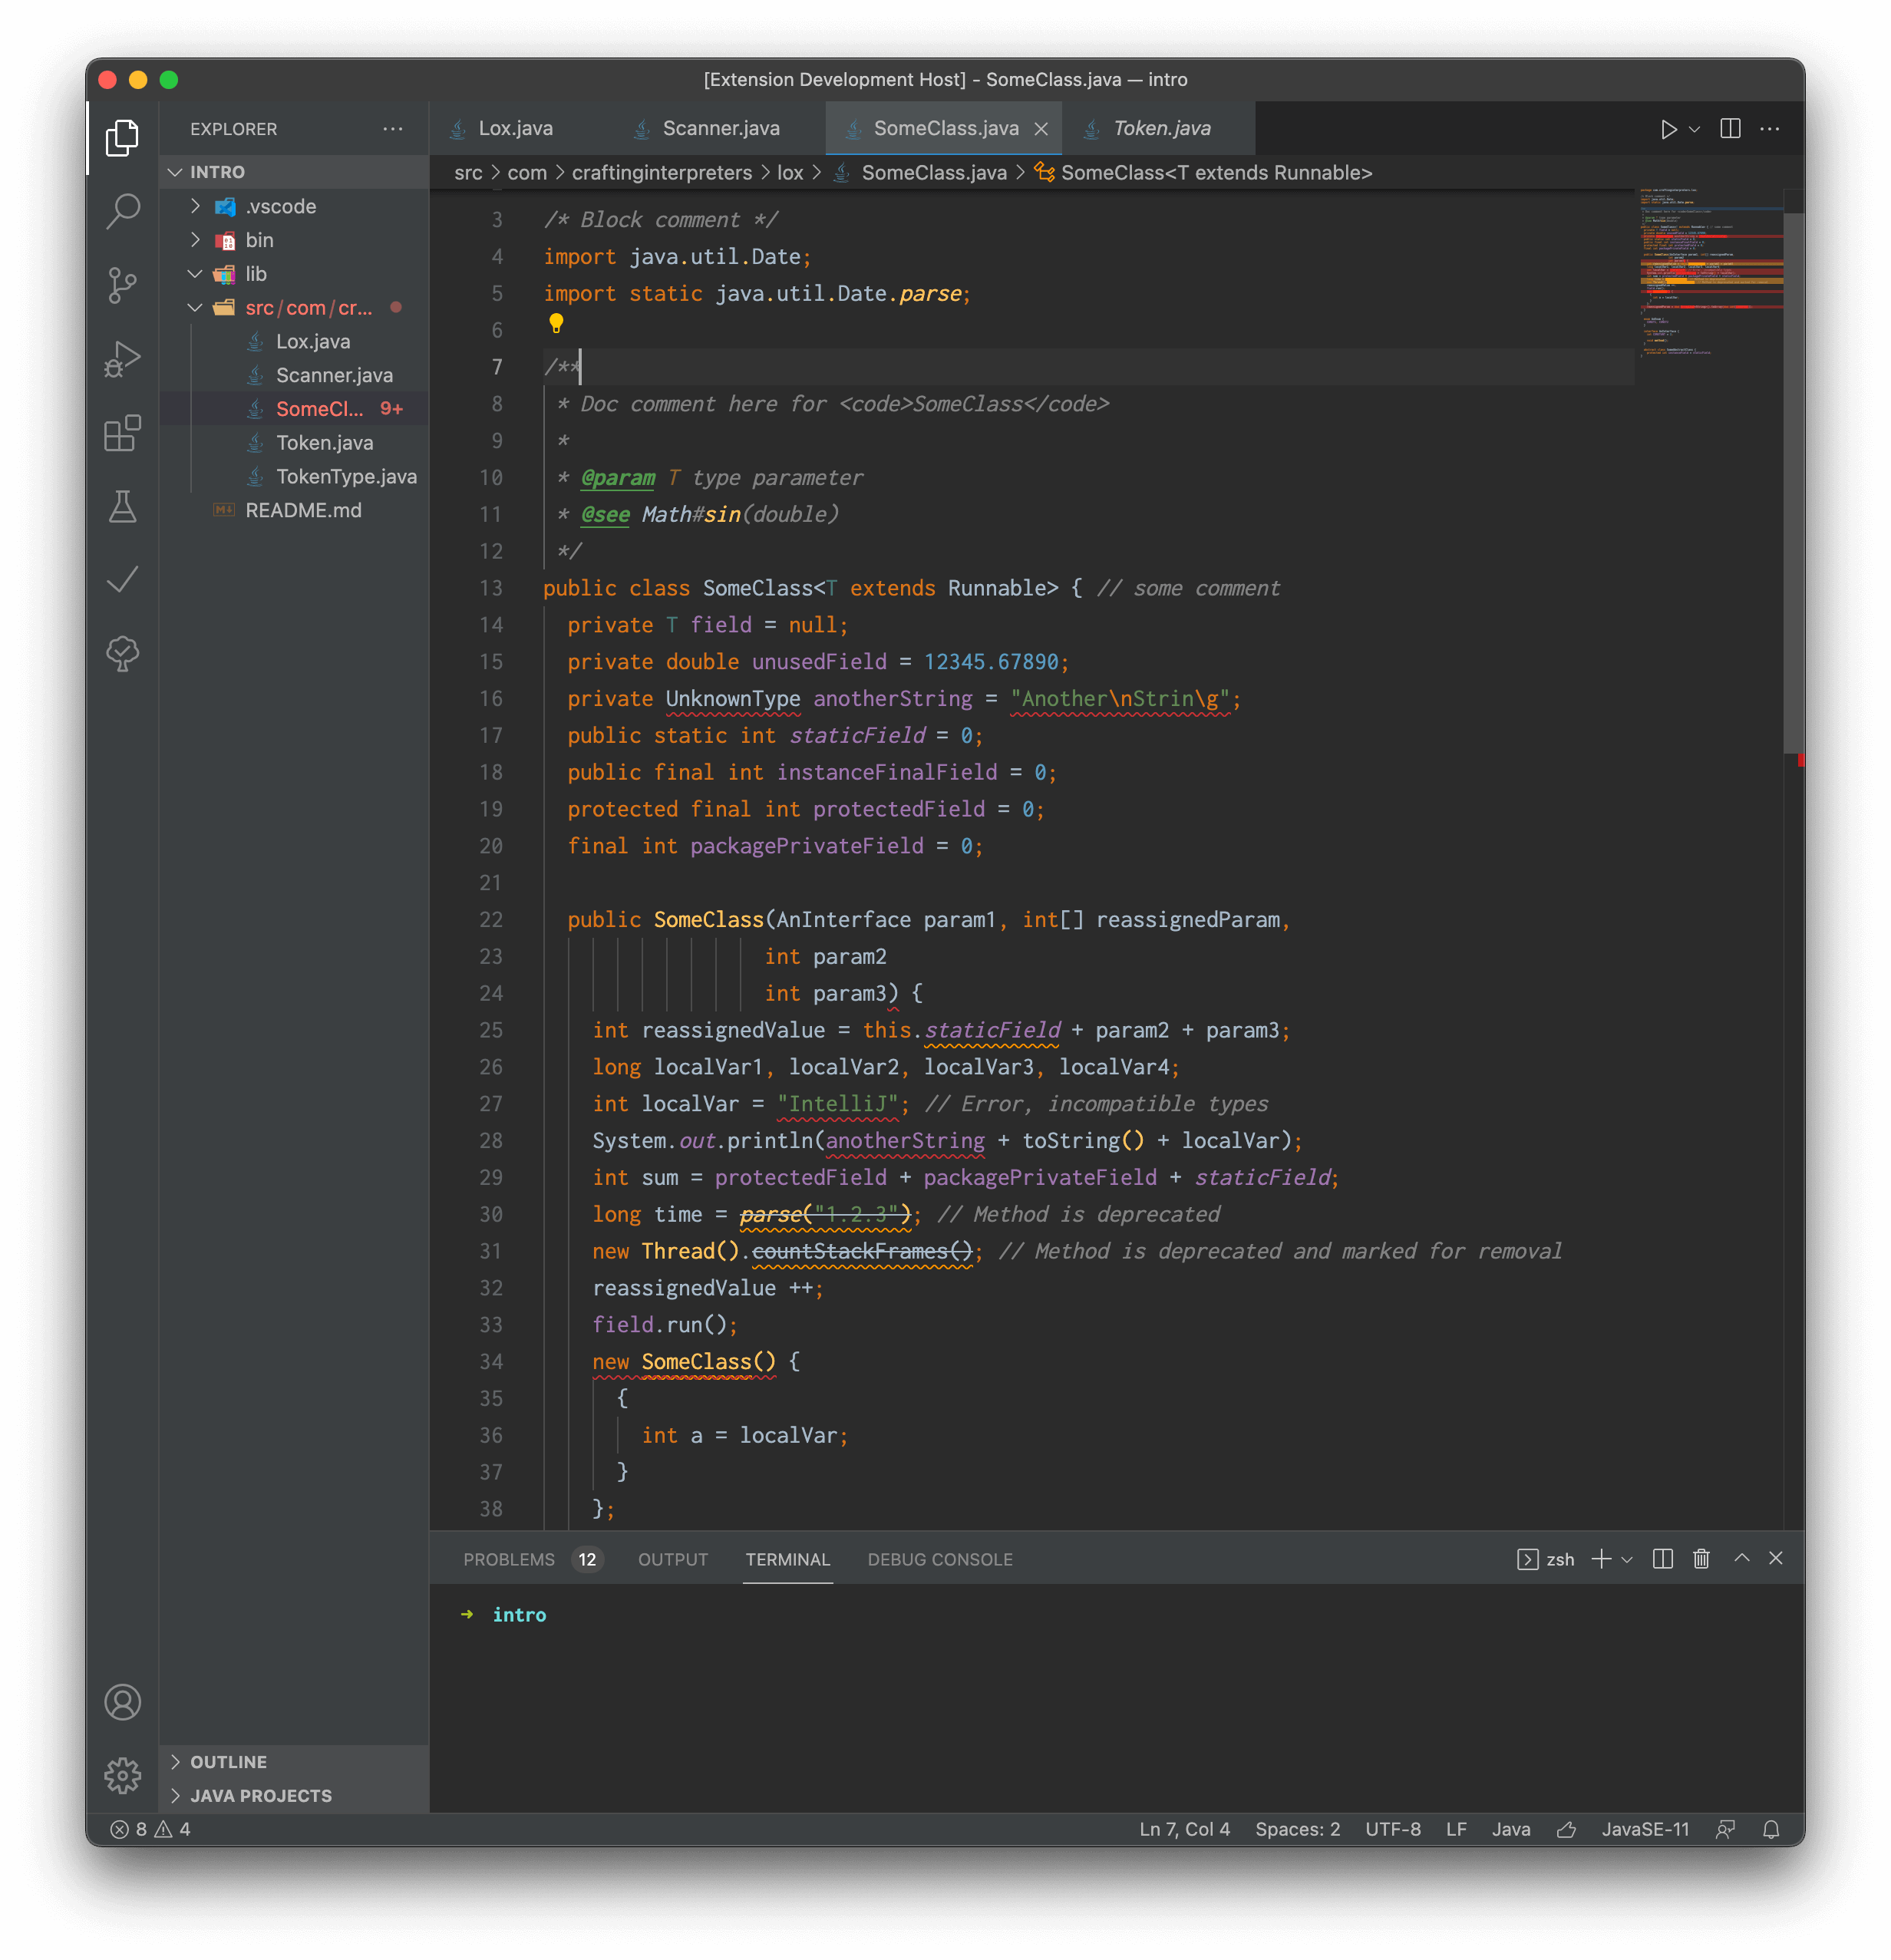 [Extension Development Host] - SomeClass.java — intro
EXPLORER
Lox.java
Scanner.java
SomeClass.java
Token.java
INTRO
src > com > craftinginterpreters > lox > SomeClass.java > SomeClass<T extends Runnable>
.vscode
bin
lib
src/com/cr...
Lox.java
Scanner.java
SomeCl... 9+
Token.java
TokenType.java
README.md
3 /* Block comment */
4 import java.util.Date;
5 import static java.util.Date.parse;
6
7 /**
8 * Doc comment here for <code>SomeClass</code>
9 *
10 * @param T type parameter
11 * @see Math#sin(double)
12 */
13 public class SomeClass<T extends Runnable> { // some comment
14 private T field = null;
15 private double unusedField = 12345.67890;
16 private UnknownType anotherString = "Another\nStrin\g";
17 public static int staticField = 0;
18 public final int instanceFinalField = 0;
19 protected final int protectedField = 0;
20 final int packagePrivateField = 0;
21
22 public SomeClass(AnInterface param1, int[] reassignedParam,
23 int param2
24 int param3) {
25 int reassignedValue = this.staticField + param2 + param3;
26 long localVar1, localVar2, localVar3, localVar4;
27 int localVar = "IntelliJ"; // Error, incompatible types
28 System.out.println(anotherString + toString() + localVar);
29 int sum = protectedField + packagePrivateField + staticField;
30 long time = parse("1.2.3"); // Method is deprecated
31 new Thread().countStackFrames(); // Method is deprecated and marked for removal
32 reassignedValue ++;
33 field.run();
34 new SomeClass() {
35 {
36 int a = localVar;
37 }
38 };
PROBLEMS 12 OUTPUT TERMINAL DEBUG CONSOLE zsh
➜ intro
OUTLINE
JAVA PROJECTS
8 4 Ln 7, Col 4 Spaces: 2 UTF-8 LF Java JavaSE-11